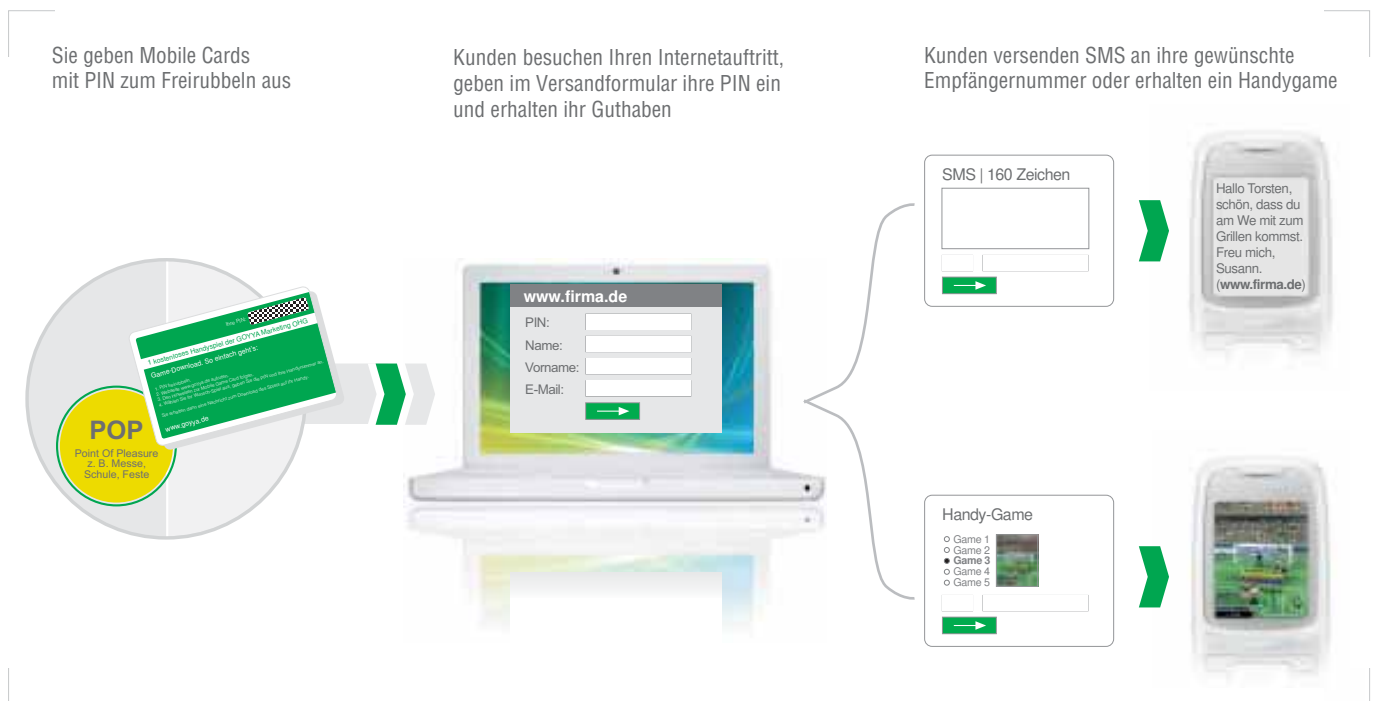 Sie geben Mobile Cards
mit PIN zum Freirubbeln aus
Kunden besuchen Ihren Internetauftritt,
geben im Versandformular ihre PIN ein
und erhalten ihr Guthaben
Kunden versenden SMS an ihre gewünschte
Empfängernummer oder erhalten ein Handygame
Ihre PIN:
1 kostenloses Handyspiel der GOYYA Marketing OHG
Game-Download. So einfach geht's:
1. PIN freirubbeln.
www.goyya.de
POP
Point Of Pleasure
z. B. Messe,
Schule, Feste
www.firma.de
PIN:
Name:
Vorname:
E-Mail:
SMS | 160 Zeichen
Hallo Torsten,
schön, dass du
am We mit zum
Grillen kommst.
Freu mich,
Susann.
(www.firma.de)
Handy-Game
Game 1
Game 2
Game 3
Game 4
Game 5